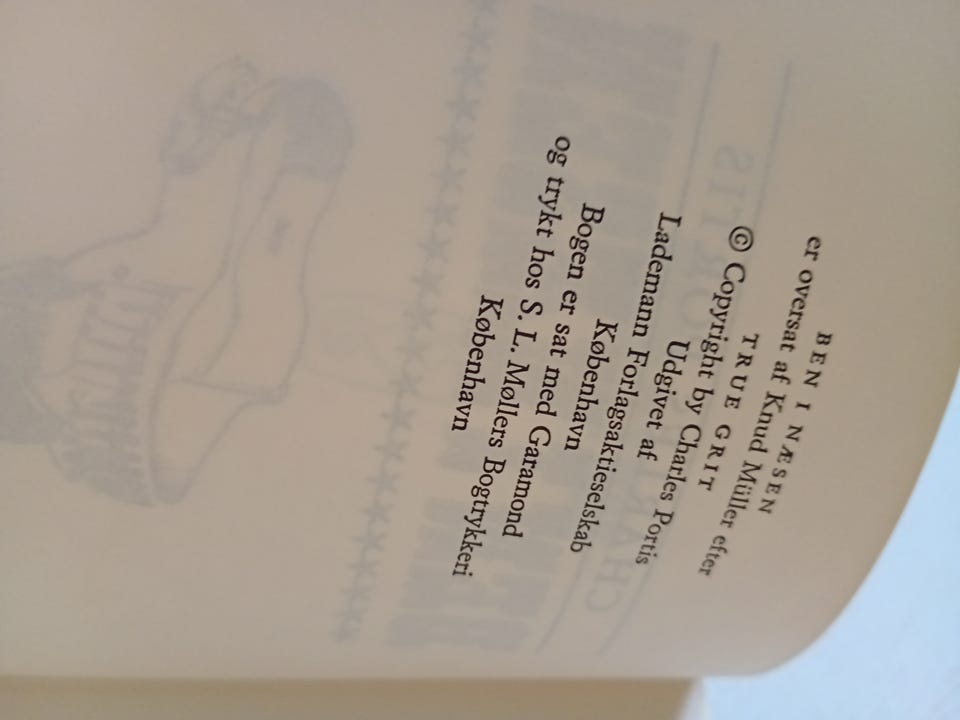 BEN I NÆSEN
er oversat af Knud Müller efter
TRUE GRIT
© Copyright by Charles Portis
Udgivet af
Lademann Forlagsaktieselskab
København
Bogen er sat med Garamond
og trykt hos S. L. Møllers Bogtrykkeri
København